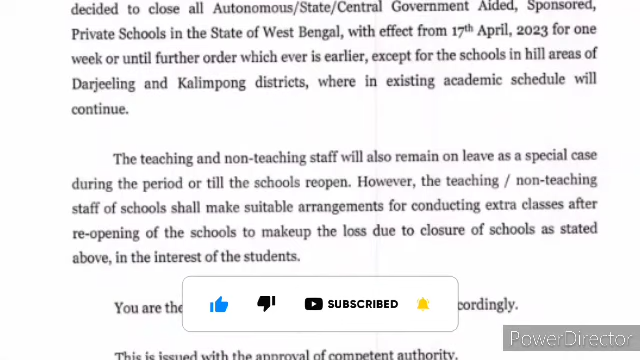 decided to close all Autonomous/State/Central Government Aided, Sponsored,
Private Schools in the State of West Bengal, with effect from 17th April, 2023 for one
week or until further order which ever is earlier, except for the schools in hill areas of
Darjeeling and Kalimpong districts, where in existing academic schedule will
continue.
The teaching and non-teaching staff will also remain on leave as a special case
during the period or till the schools reopen. However, the teaching / non-teaching
staff of schools shall make suitable arrangements for conducting extra classes after
re-opening of the schools to makeup the loss due to closure of schools as stated
above, in the interest of the students.
You are the
SUBSCRIBED
ccordingly.
PowerDirector
This is issued with the approval of competent authority.